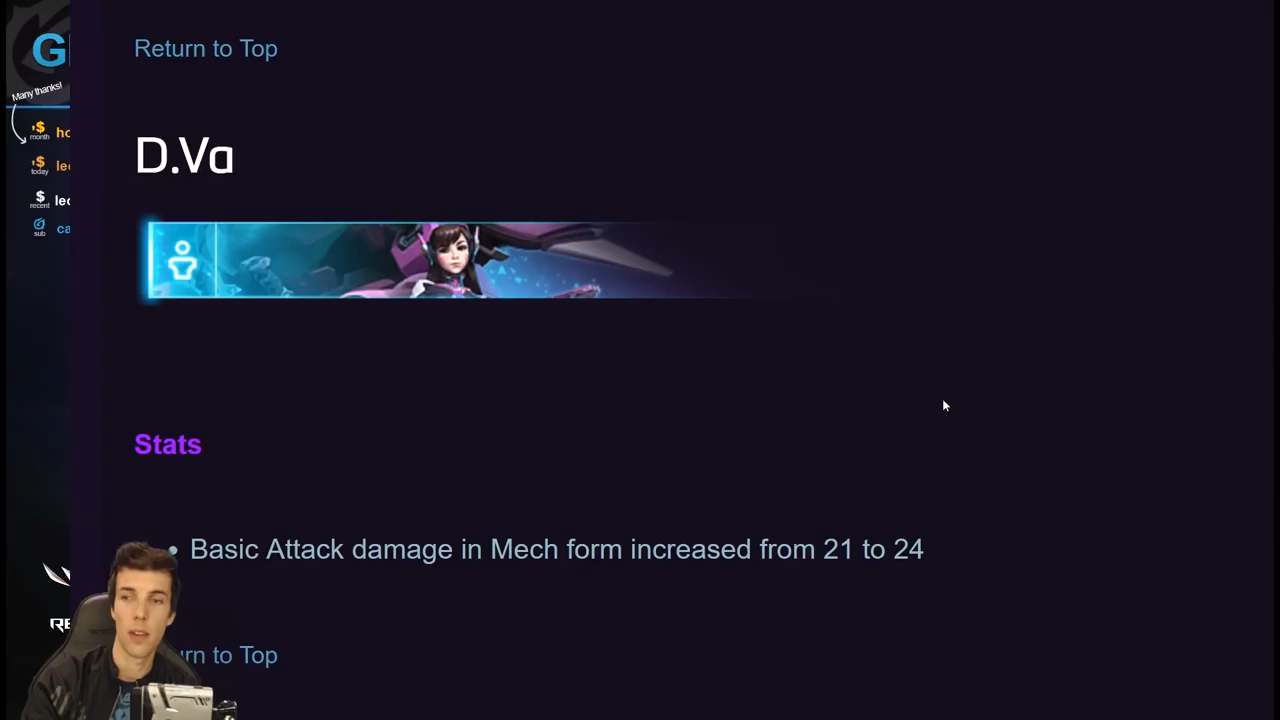 Return to Top
Many thanks!
month
today
recent
sub
D.Va
Stats
• Basic Attack damage in Mech form increased from 21 to 24
to Top